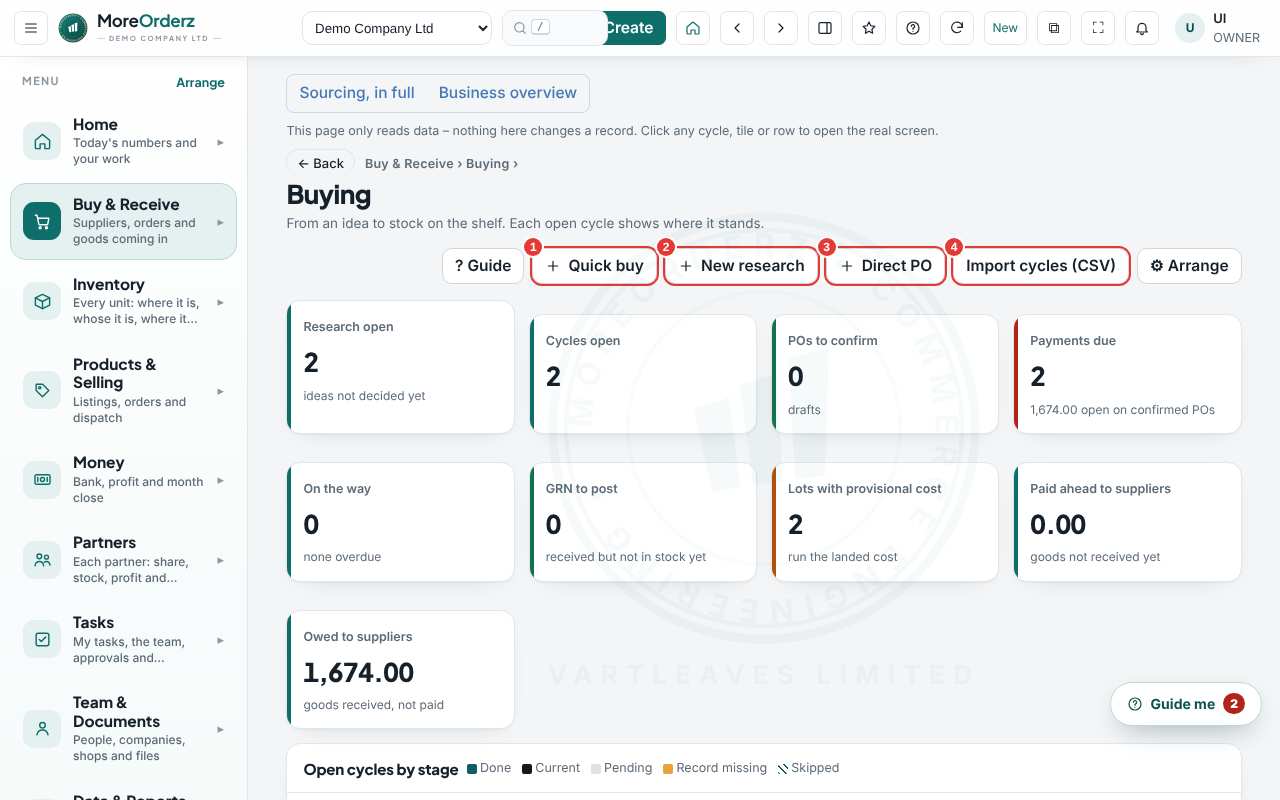 MoreOrderz
— DEMO COMPANY LTD —
Demo Company Ltd
/
Create
New
U
UI
OWNER
MENU
Arrange
Home
Today's numbers and
your work
Buy & Receive
Suppliers, orders and
goods coming in
Inventory
Every unit: where it is,
whose it is, where it...
Products &
Selling
Listings, orders and
dispatch
Money
Bank, profit and month
close
Partners
Each partner: share,
stock, profit and...
Tasks
My tasks, the team,
approvals and...
Team &
Documents
People, companies,
shops and files
Sourcing, in full
Business overview
This page only reads data – nothing here changes a record. Click any cycle, tile or row to open the real screen.
← Back
Buy & Receive › Buying ›
Buying
From an idea to stock on the shelf. Each open cycle shows where it stands.
? Guide
1
+ Quick buy
2
+ New research
3
+ Direct PO
4
Import cycles (CSV)
⚙ Arrange
Research open
2
ideas not decided yet
Cycles open
2
POs to confirm
0
drafts
Payments due
2
1,674.00 open on confirmed POs
On the way
0
none overdue
GRN to post
0
received but not in stock yet
Lots with provisional cost
2
run the landed cost
Paid ahead to suppliers
0.00
goods not received yet
Owed to suppliers
1,674.00
goods received, not paid
VARTLEAVES LIMITED
Guide me 2
Open cycles by stage
Done
Current
Pending
Record missing
Skipped